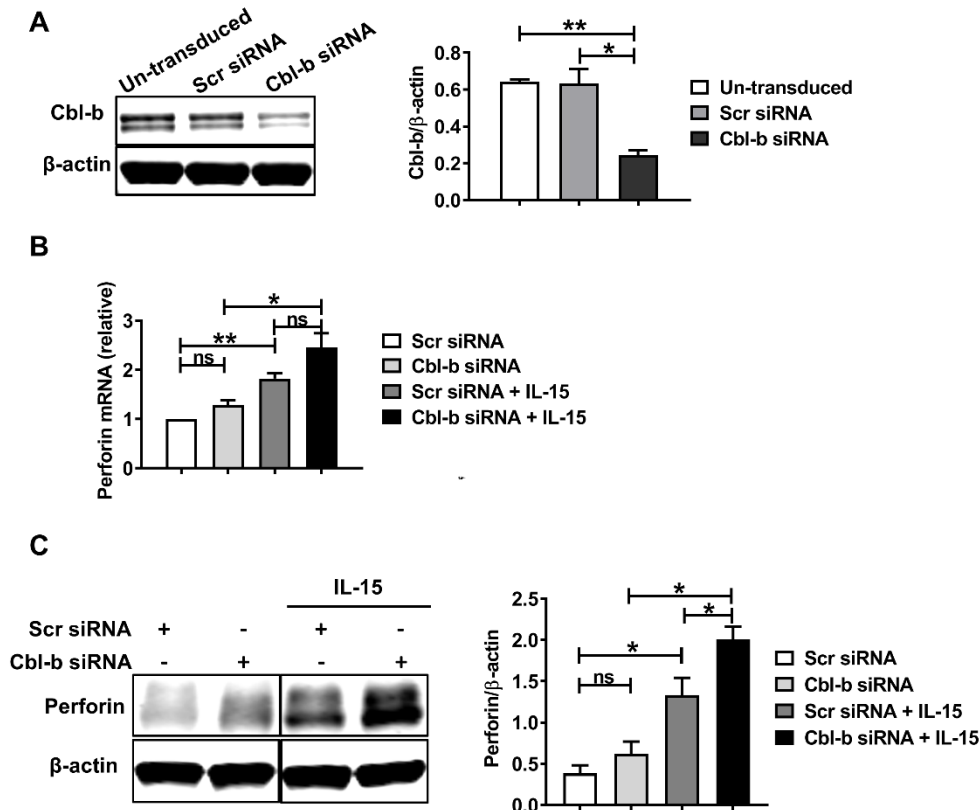 A
Un-transduced
Scr siRNA
Cbl-b siRNA
Cbl-b
β-actin
**
*
0.8
0.6
0.4
0.2
0.0
Cbl-b/β-actin
Un-transduced
Scr siRNA
Cbl-b siRNA
B
*
ns
**
ns
3
2
1
0
Perforin mRNA (relative)
Scr siRNA
Cbl-b siRNA
Scr siRNA + IL-15
Cbl-b siRNA + IL-15
C
IL-15
Scr siRNA + - + -
Cbl-b siRNA - + - +
Perforin
β-actin
*
*
*
ns
2.5
2.0
1.5
1.0
0.5
0.0
Perforin/β-actin
Scr siRNA
Cbl-b siRNA
Scr siRNA + IL-15
Cbl-b siRNA + IL-15